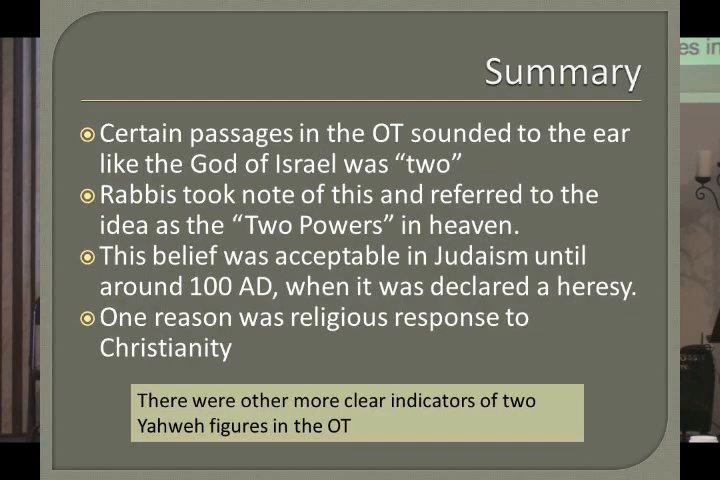 es in
Summary
Certain passages in the OT sounded to the ear
like the God of Israel was “two”
Rabbis took note of this and referred to the
idea as the “Two Powers” in heaven.
This belief was acceptable in Judaism until
around 100 AD, when it was declared a heresy.
One reason was religious response to
Christianity
There were other more clear indicators of two
Yahweh figures in the OT